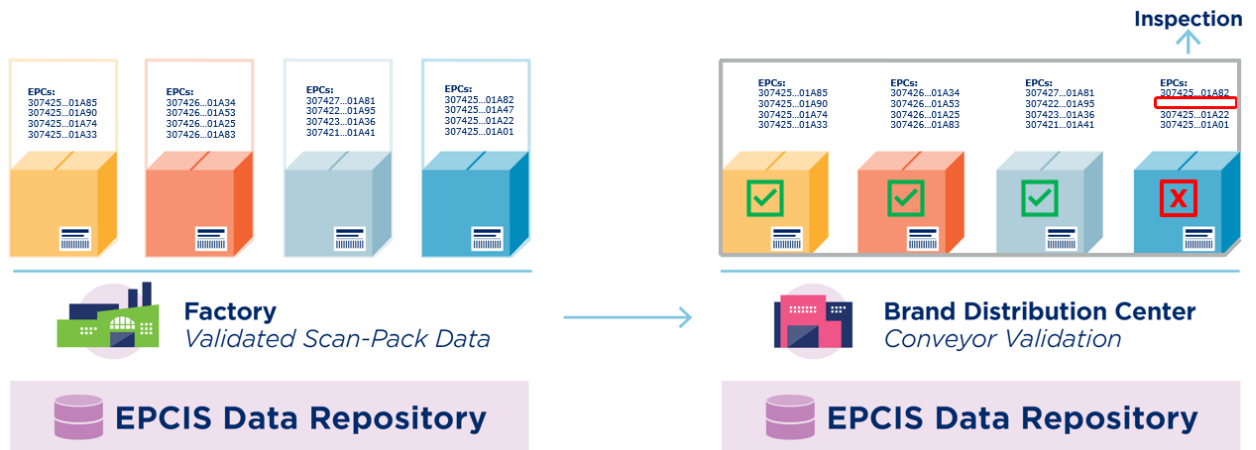 Inspection
EPCs:
307425...01A85
307425...01A90
307425...01A74
307425...01A33
EPCs:
307426...01A34
307426...01A53
307426...01A25
307426...01A83
EPCs:
307427...01A81
307422...01A95
307423...01A36
307421...01A41
EPCs:
307425...01A82
307425...01A47
307425...01A22
307425...01A01
EPCs:
307425...01A85
307425...01A90
307425...01A74
307425...01A33
EPCs:
307426...01A34
307426...01A53
307426...01A25
307426...01A83
EPCs:
307427...01A81
307422...01A95
307423...01A36
307421...01A41
EPCs:
307425...01A82
307425...01A22
307425...01A01
X
Factory
Validated Scan-Pack Data
Brand Distribution Center
Conveyor Validation
EPCIS Data Repository
EPCIS Data Repository